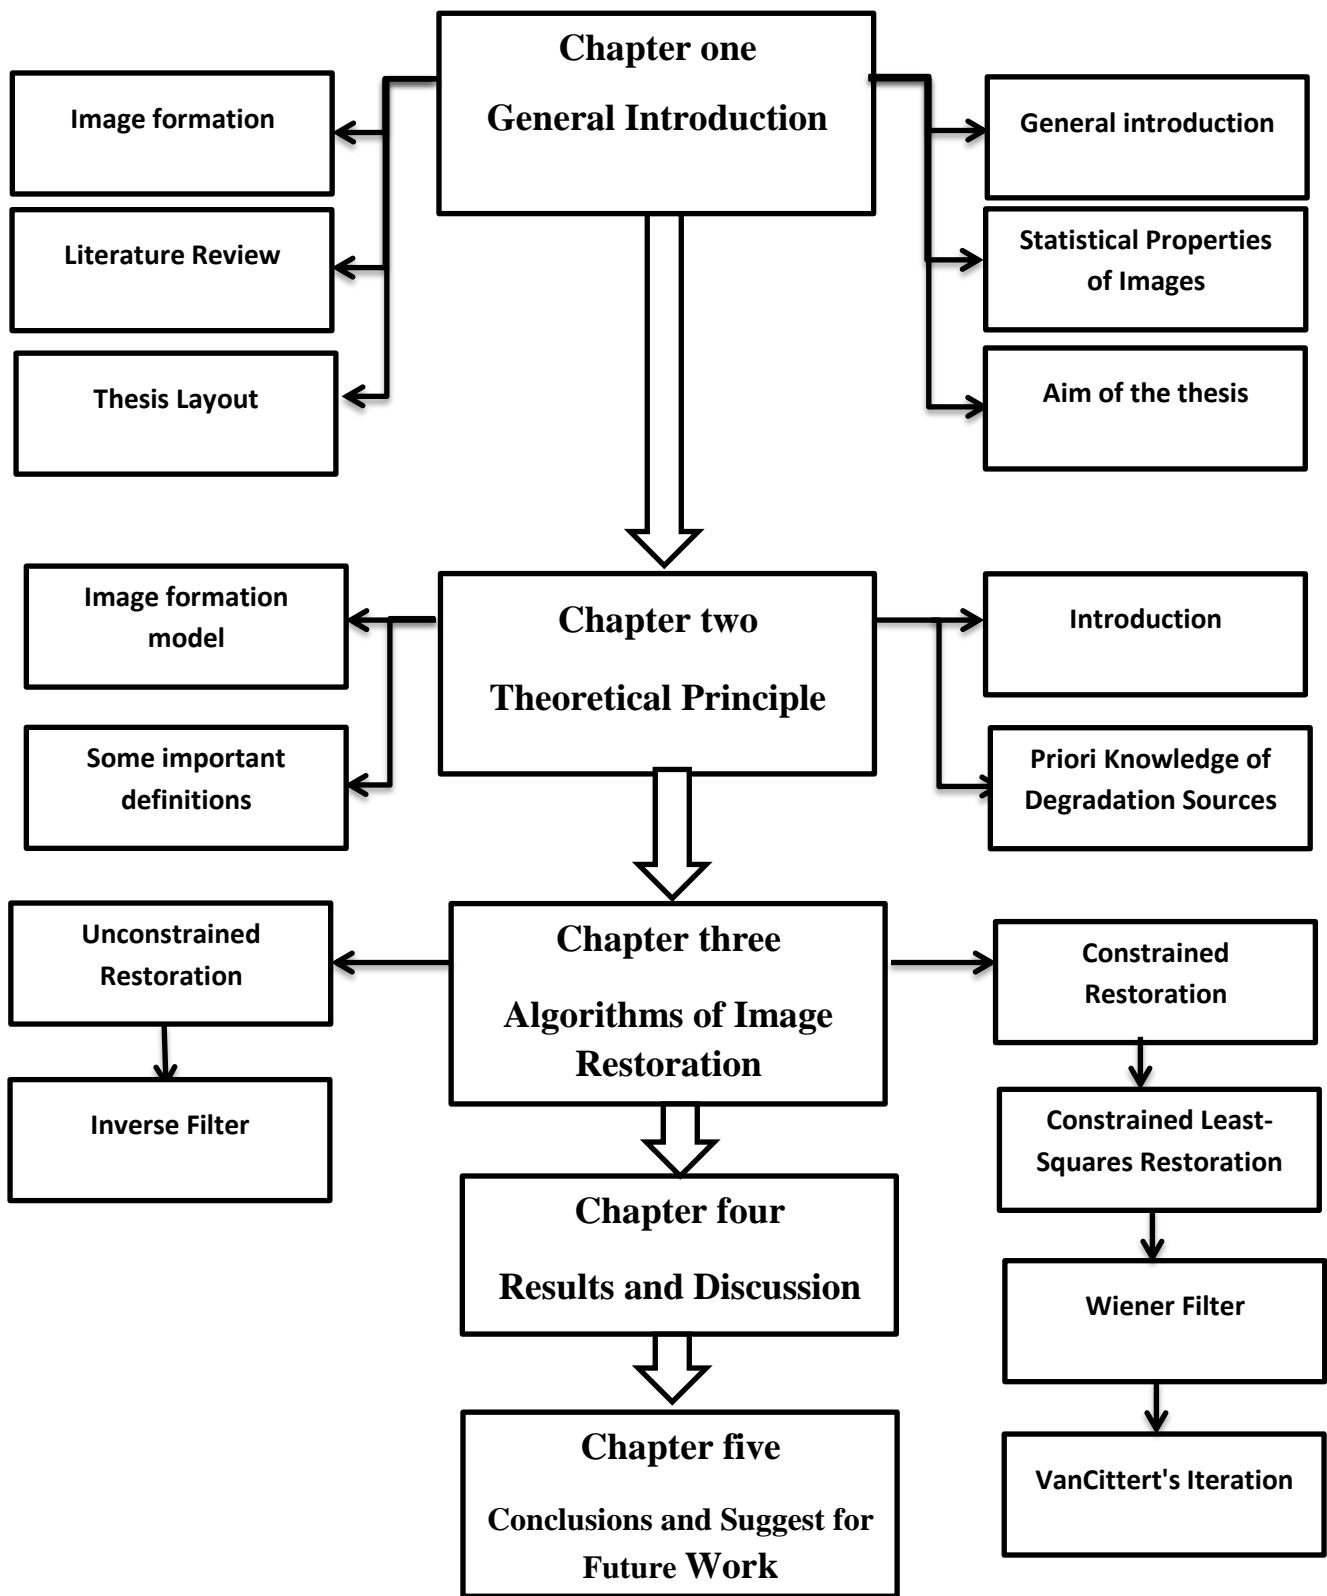 Chapter one
General Introduction
Image formation
Literature Review
Thesis Layout
General introduction
Statistical Properties
of Images
Aim of the thesis
Chapter two
Theoretical Principle
Image formation
model
Some important
definitions
Introduction
Priori Knowledge of
Degradation Sources
Chapter three
Algorithms of Image
Restoration
Unconstrained
Restoration
Inverse Filter
Constrained
Restoration
Constrained Least-
Squares Restoration
Wiener Filter
VanCittert's Iteration
Chapter four
Results and Discussion
Chapter five
Conclusions and Suggest for
Future Work